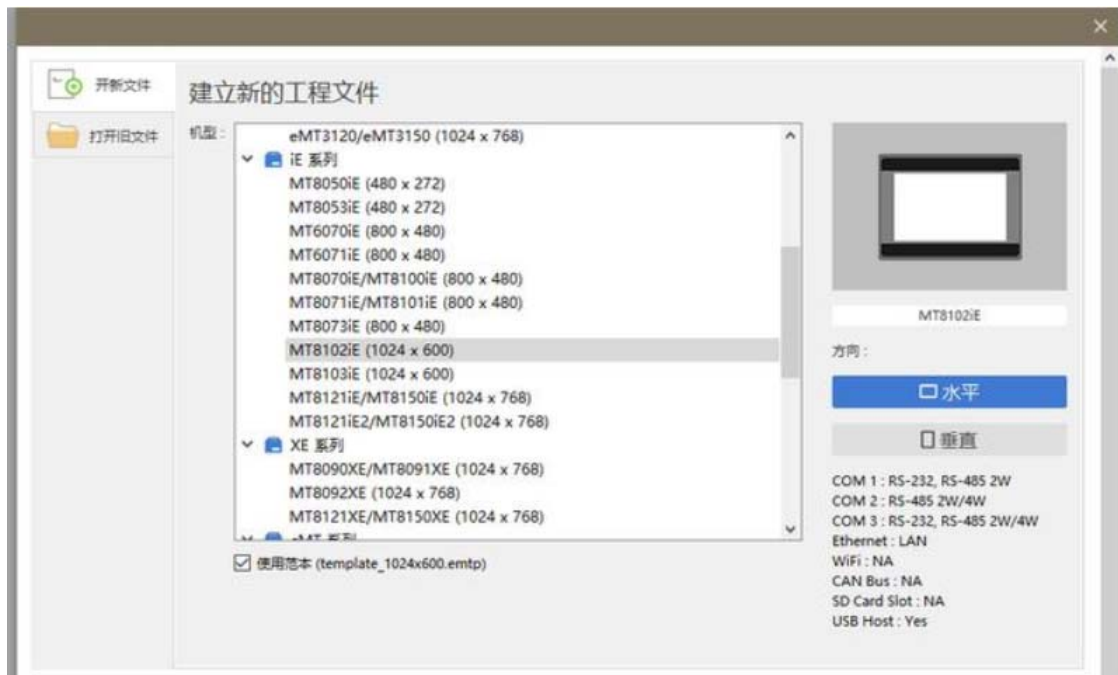 开新文件
打开旧文件
建立新的工程文件
机型 :
eMT3120/eMT3150 (1024 x 768)
iE 系列
MT8050iE (480 x 272)
MT8053iE (480 x 272)
MT6070iE (800 x 480)
MT6071iE (800 x 480)
MT8070iE/MT8100iE (800 x 480)
MT8071iE/MT8101iE (800 x 480)
MT8073iE (800 x 480)
MT8102iE (1024 x 600)
MT8103iE (1024 x 600)
MT8121iE/MT8150iE (1024 x 768)
MT8121iE2/MT8150iE2 (1024 x 768)
XE 系列
MT8090XE/MT8091XE (1024 x 768)
MT8092XE (1024 x 768)
MT8121XE/MT8150XE (1024 x 768)
eMT 系列
使用范本 (template_1024x600.emtp)
MT8102iE
方向 :
水平
垂直
COM 1 : RS-232, RS-485 2W
COM 2 : RS-485 2W/4W
COM 3 : RS-232, RS-485 2W/4W
Ethernet : LAN
WiFi : NA
CAN Bus : NA
SD Card Slot : NA
USB Host : Yes